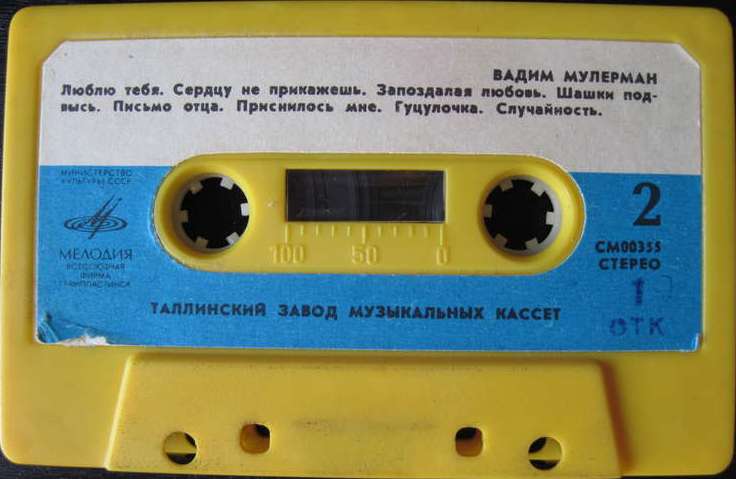 ВАДИМ МУЛЕРМАН
Люблю тебя. Сердцу не прикажешь. Запоздалая любовь. Шашки под-
высь. Письмо отца. Приснилось мне. Гуцулочка. Случайность.
МИНИСТЕРСТВО
КУЛЬТУРЫ СССР
МЕЛОДИЯ
ВСЕСОЮЗНАЯ
ФИРМА
ГРАМПЛАСТИНОК
100 50 0
2
СМ00355
СТЕРЕО
1
ОТК
ТАЛЛИНСКИЙ ЗАВОД МУЗЫКАЛЬНЫХ КАССЕТ